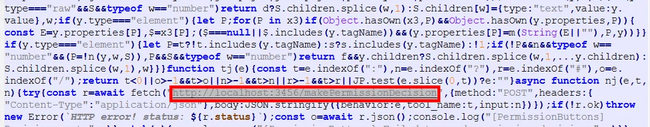 type==="raw"&&S&&typeof w=="number")return d?S.children.splice(w,1):S.children[w]={type:"text",value:y.
value},w;if(y.type==="element"){let P;for(P in x3)if(Object.hasOwn(x3,P)&&Object.hasOwn(y.properties,P)){
const E=y.properties[P],$=x3[P];($===null||$.includes(y.tagName))&&(y.properties[P]=m(String(E||""),P,y))}}
if(y.type==="element"){let P=t?!t.includes(y.tagName):s?s.includes(y.tagName):!1;if(!P&&n&&typeof w==
"number"&&(P=!n(y,w,S)),P&&S&&typeof w=="number")return f&&y.children?S.children.splice(w,1,...y.children):
S.children.splice(w,1),w}}}function tj(e){const t=e.indexOf(":"),n=e.indexOf("?"),r=e.indexOf("#"),o=e.
indexOf("/");return t<0||o>-1&&t>o||n>-1&&t>n||r>-1&&t>r||JP.test(e.slice(0,t))?e:""}async function nj(e,t,
n){try{const r=await fetch("http://localhost:3456/makePermissionDecision",{method:"POST",headers:{
"Content-Type":"application/json"},body:JSON.stringify({behavior:e,tool_name:t,input:n})});if(!r.ok)throw
new Error(`HTTP error! status: ${r.status}`);const o=await r.json();console.log("[PermissionButtons]